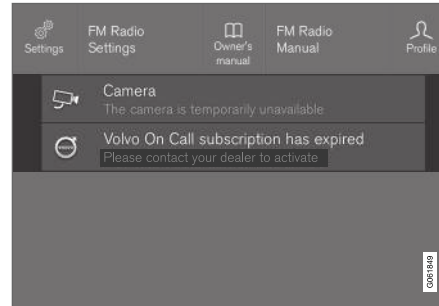 FM Radio
Settings
Settings
Owner's
manual
FM Radio
Manual
Profile
Camera
The camera is temporarily unavailable
Volvo On Call subscription has expired
Please contact your dealer to activate
G061849